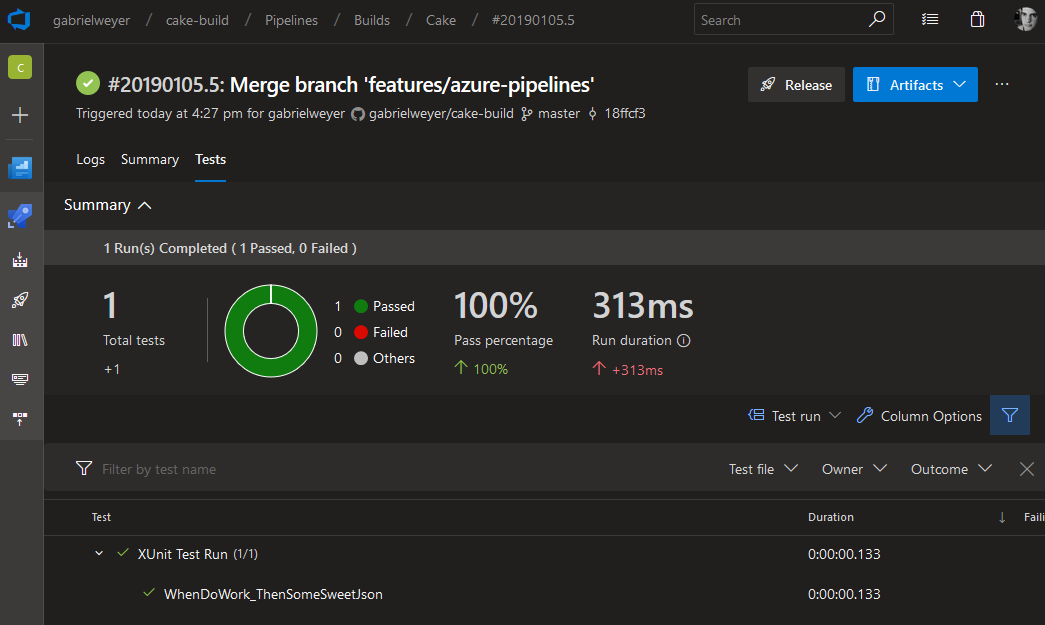 gabrielweyer / cake-build / Pipelines / Builds / Cake / #20190105.5 Search
C
#20190105.5: Merge branch 'features/azure-pipelines'
Release Artifacts
Triggered today at 4:27 pm for gabrielweyer gabrielweyer/cake-build master 18ffcf3
Logs Summary Tests
Summary
1 Run(s) Completed ( 1 Passed, 0 Failed )
1
Total tests
+1
1 Passed
0 Failed
0 Others
100%
Pass percentage
100%
313ms
Run duration
+313ms
Test run Column Options
Filter by test name Test file Owner Outcome
Test Duration Faili
XUnit Test Run (1/1) 0:00:00.133
WhenDoWork_ThenSomeSweetJson 0:00:00.133